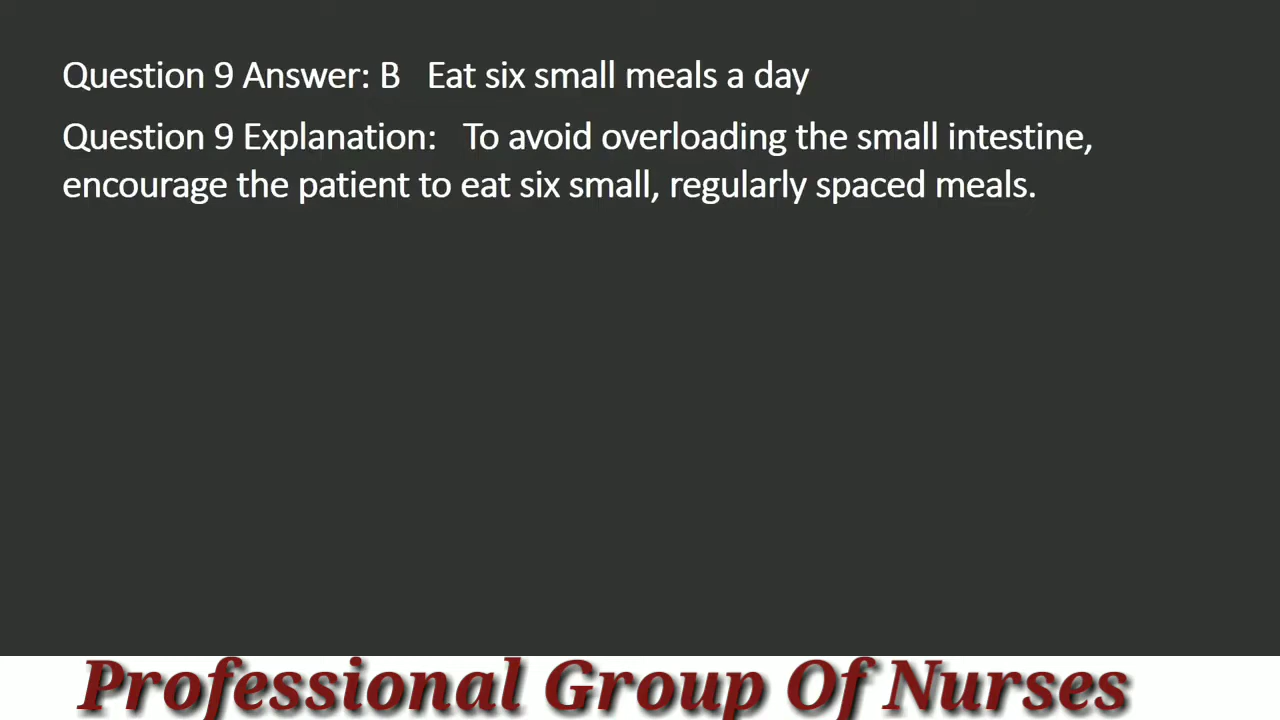 Question 9 Answer: B Eat six small meals a day
Question 9 Explanation: To avoid overloading the small intestine,
encourage the patient to eat six small, regularly spaced meals.
Professional Group Of Nurses